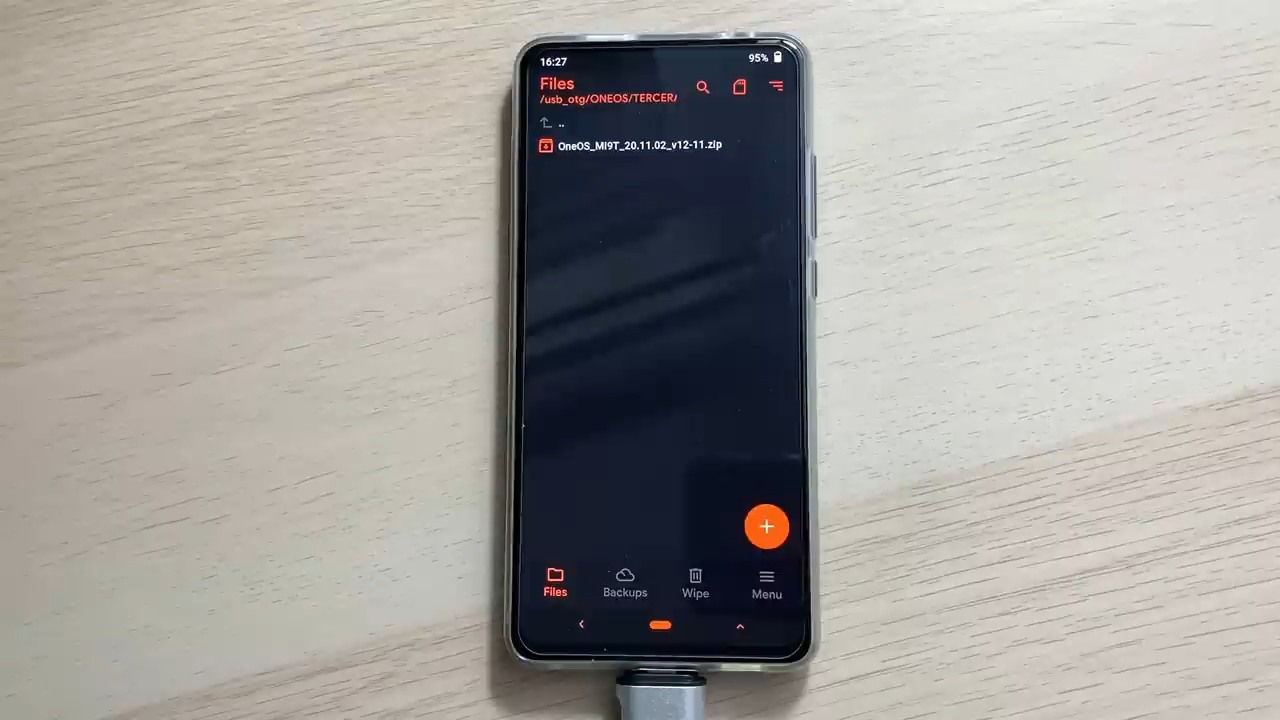 16:27
95%
Files
/usb_otg/ONEOS/TERCER/
..
OneOS_MI9T_20.11.02_v12-11.zip
+
Files
Backups
Wipe
Menu